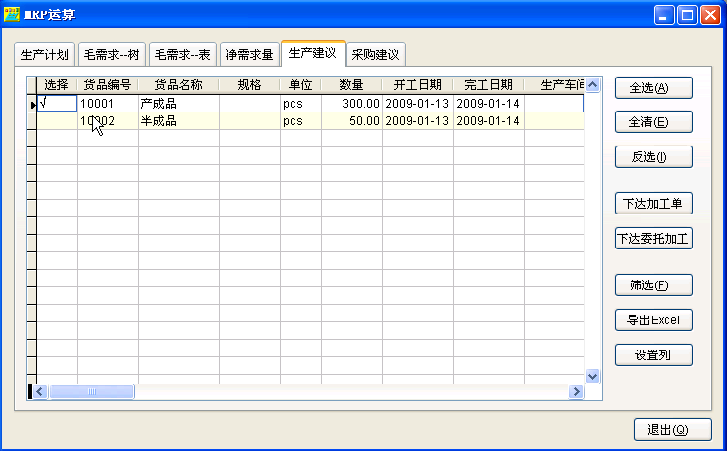 MRP运算
生产计划 毛需求--树 毛需求--表 净需求量 生产建议 采购建议
选择 货品编号 货品名称 规格 单位 数量 开工日期 完工日期 生产车间
√ 10001 产成品 pcs 300.00 2009-01-13 2009-01-14
10002 半成品 pcs 50.00 2009-01-13 2009-01-14
全选(A)
全清(E)
反选(I)
下达加工单
下达委托加工
筛选(F)
导出Excel
设置列
退出(Q)